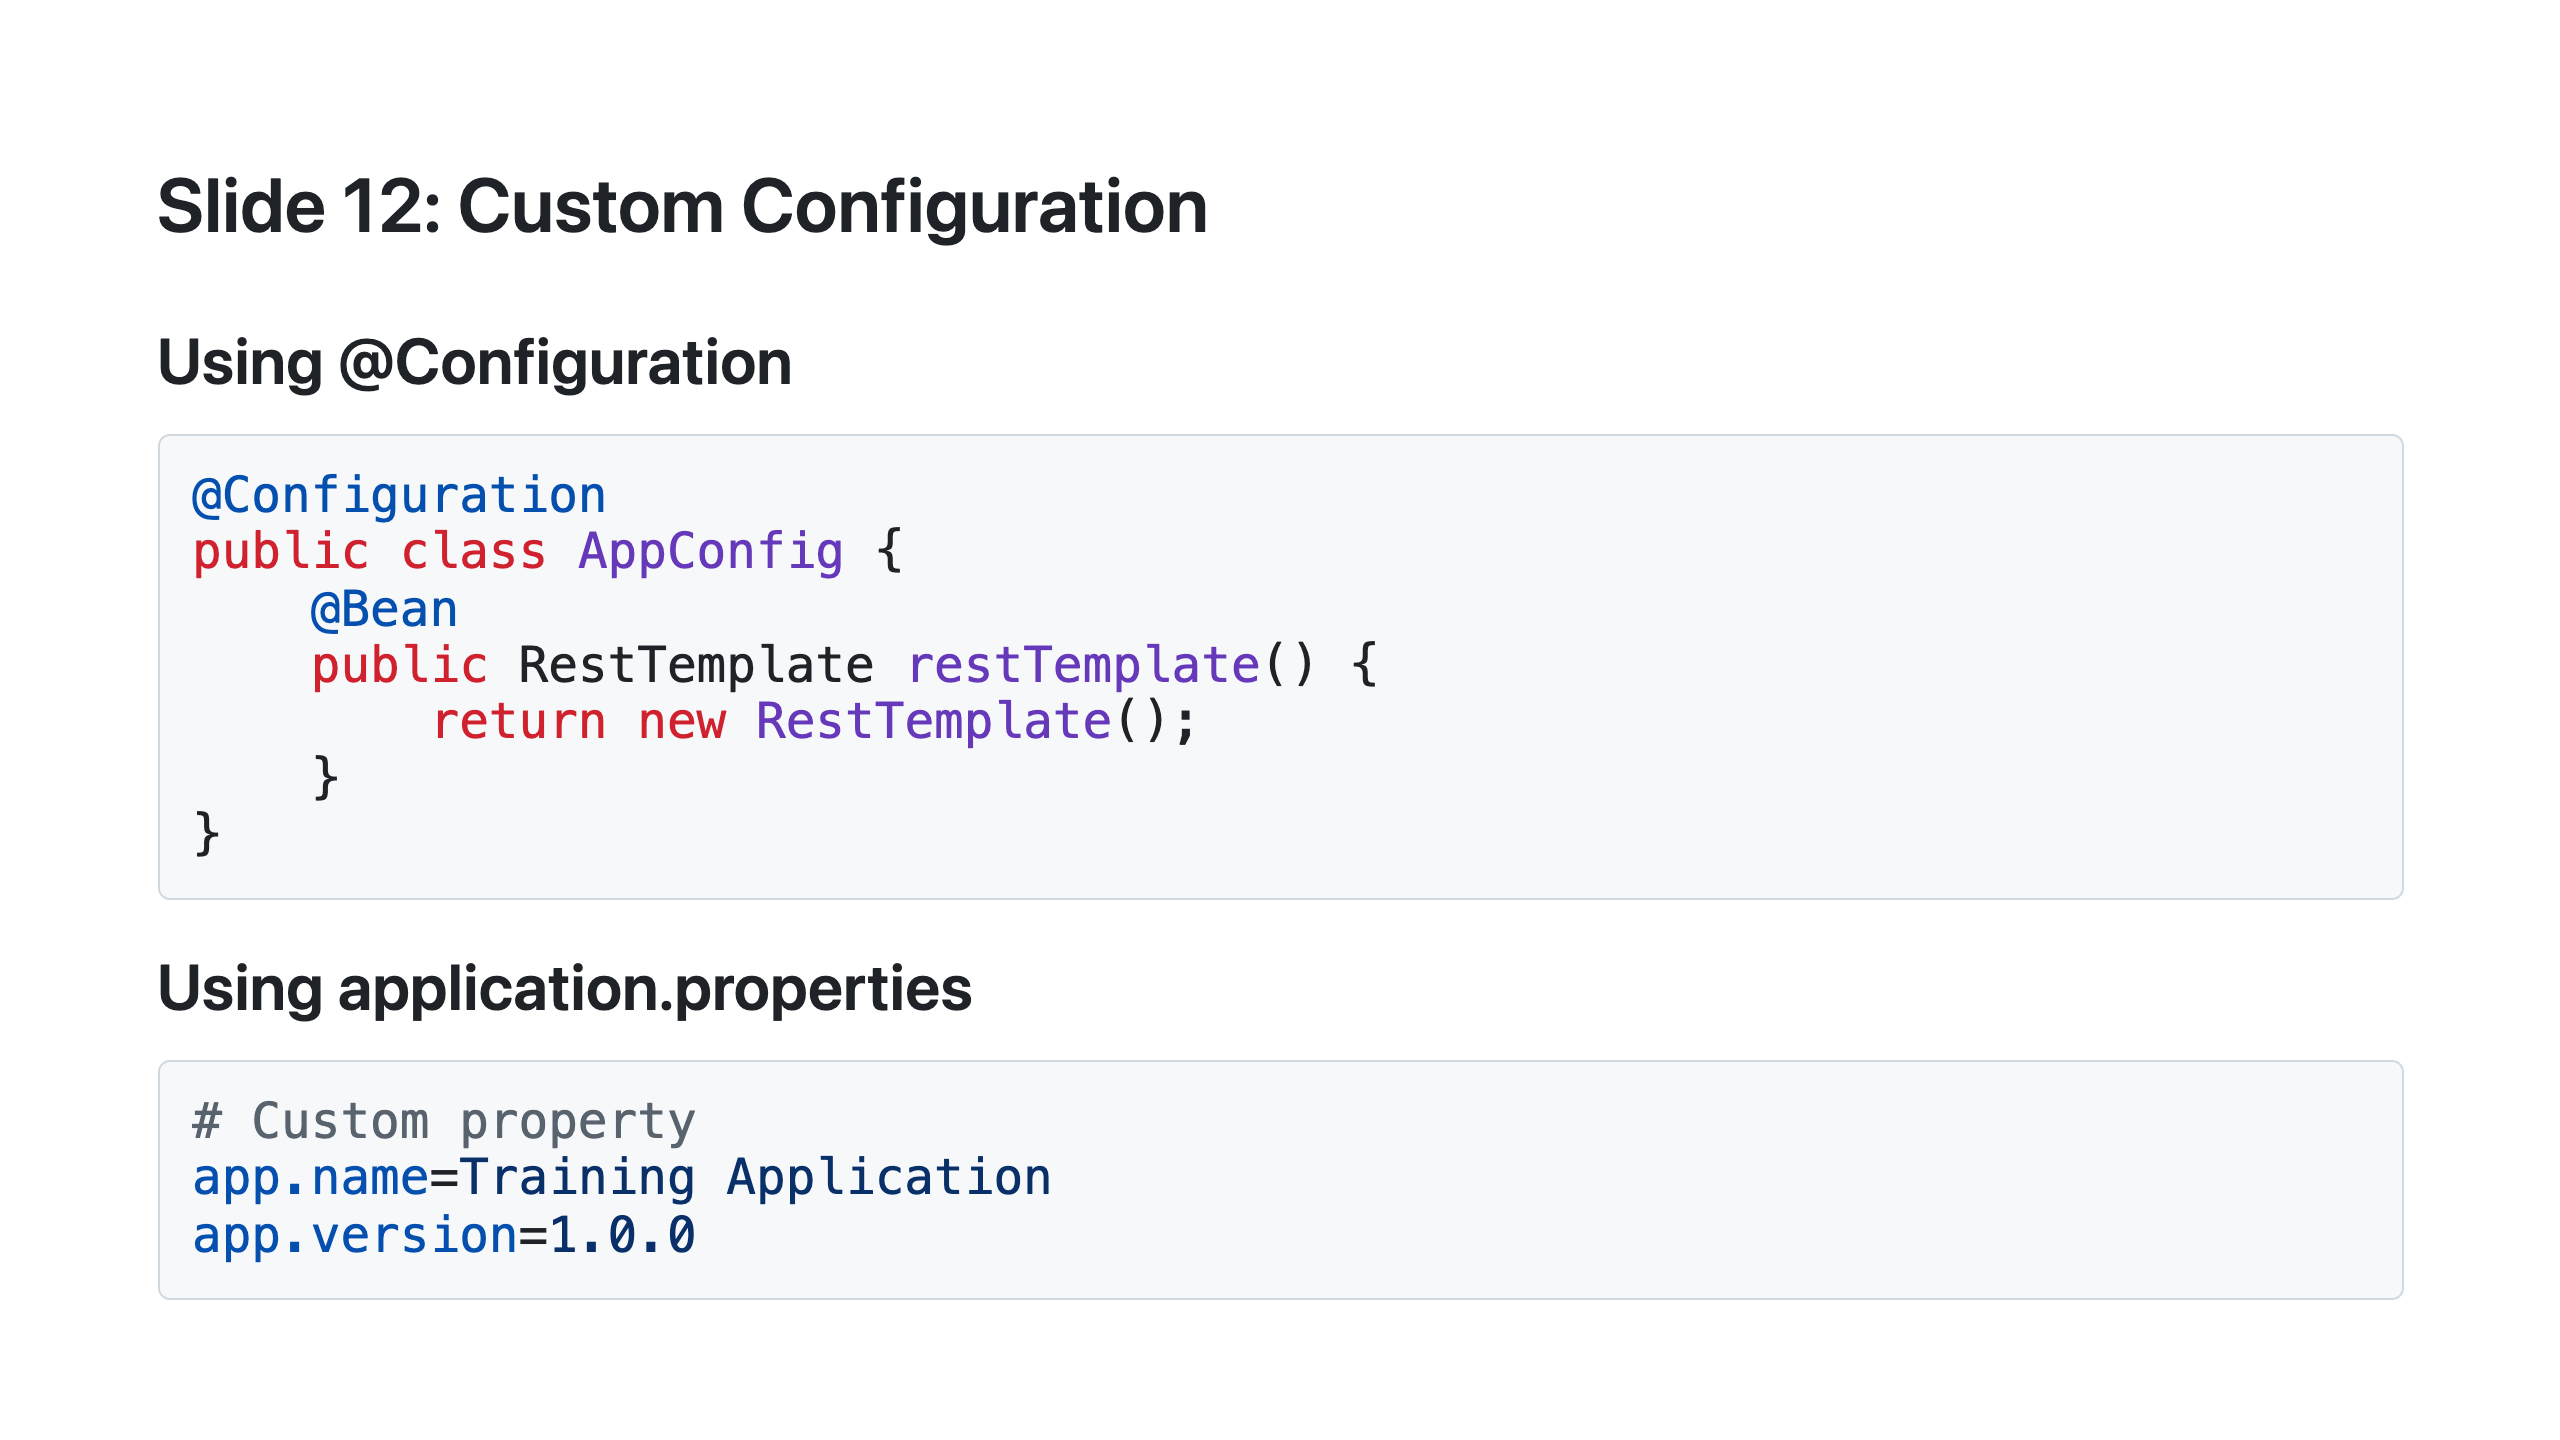 Slide 12: Custom Configuration
Using @Configuration
@Configuration
public class AppConfig {
    @Bean
    public RestTemplate restTemplate() {
        return new RestTemplate();
    }
}
Using application.properties
# Custom property
app.name=Training Application
app.version=1.0.0